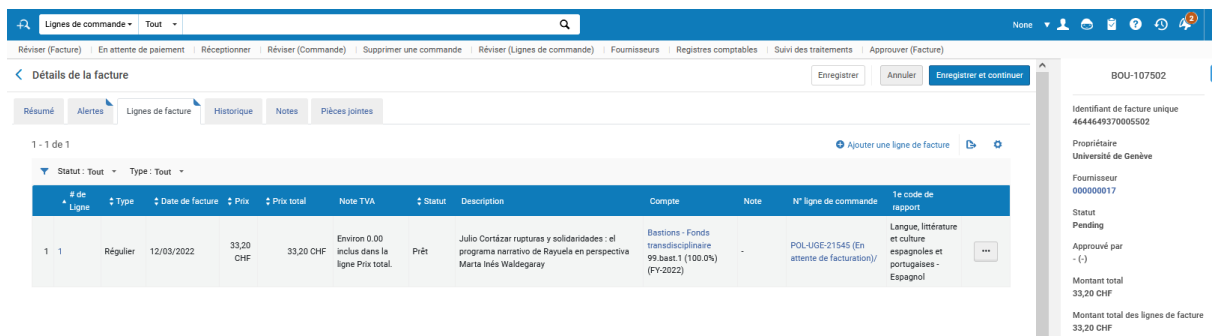 Lignes de commande Tout None 2
Réviser (Facture) En attente de paiement Réceptionner Réviser (Commande) Supprimer une commande Réviser (Lignes de commande) Fournisseurs Registres comptables Suivi des traitements Approuver (Facture)
Détails de la facture Enregistrer Annuler Enregistrer et continuer
BOU-107502
Résumé Alertes Lignes de facture Historique Notes Pièces jointes
1 - 1 de 1 Ajouter une ligne de facture
Statut : Tout Type : Tout
# de Ligne Type Date de facture Prix Prix total Note TVA Statut Description Compte Note N° ligne de commande 1e code de rapport
1 1 Régulier 12/03/2022 33,20 CHF 33,20 CHF Environ 0.00 inclus dans la ligne Prix total. Prêt Julio Cortázar rupturas y solidaridades : el programa narrativo de Rayuela en perspectiva Marta Inés Waldegaray Bastions - Fonds transdisciplinaire 99.bast.1 (100.0%) (FY-2022) - POL-UGE-21545 (En attente de facturation)/ Langue, littérature et culture espagnoles et portugaises - Espagnol ...
Identifiant de facture unique
4644649370005502
Propriétaire
Université de Genève
Fournisseur
000000017
Statut
Pending
Approuvé par
- (-)
Montant total
33,20 CHF
Montant total des lignes de facture
33,20 CHF